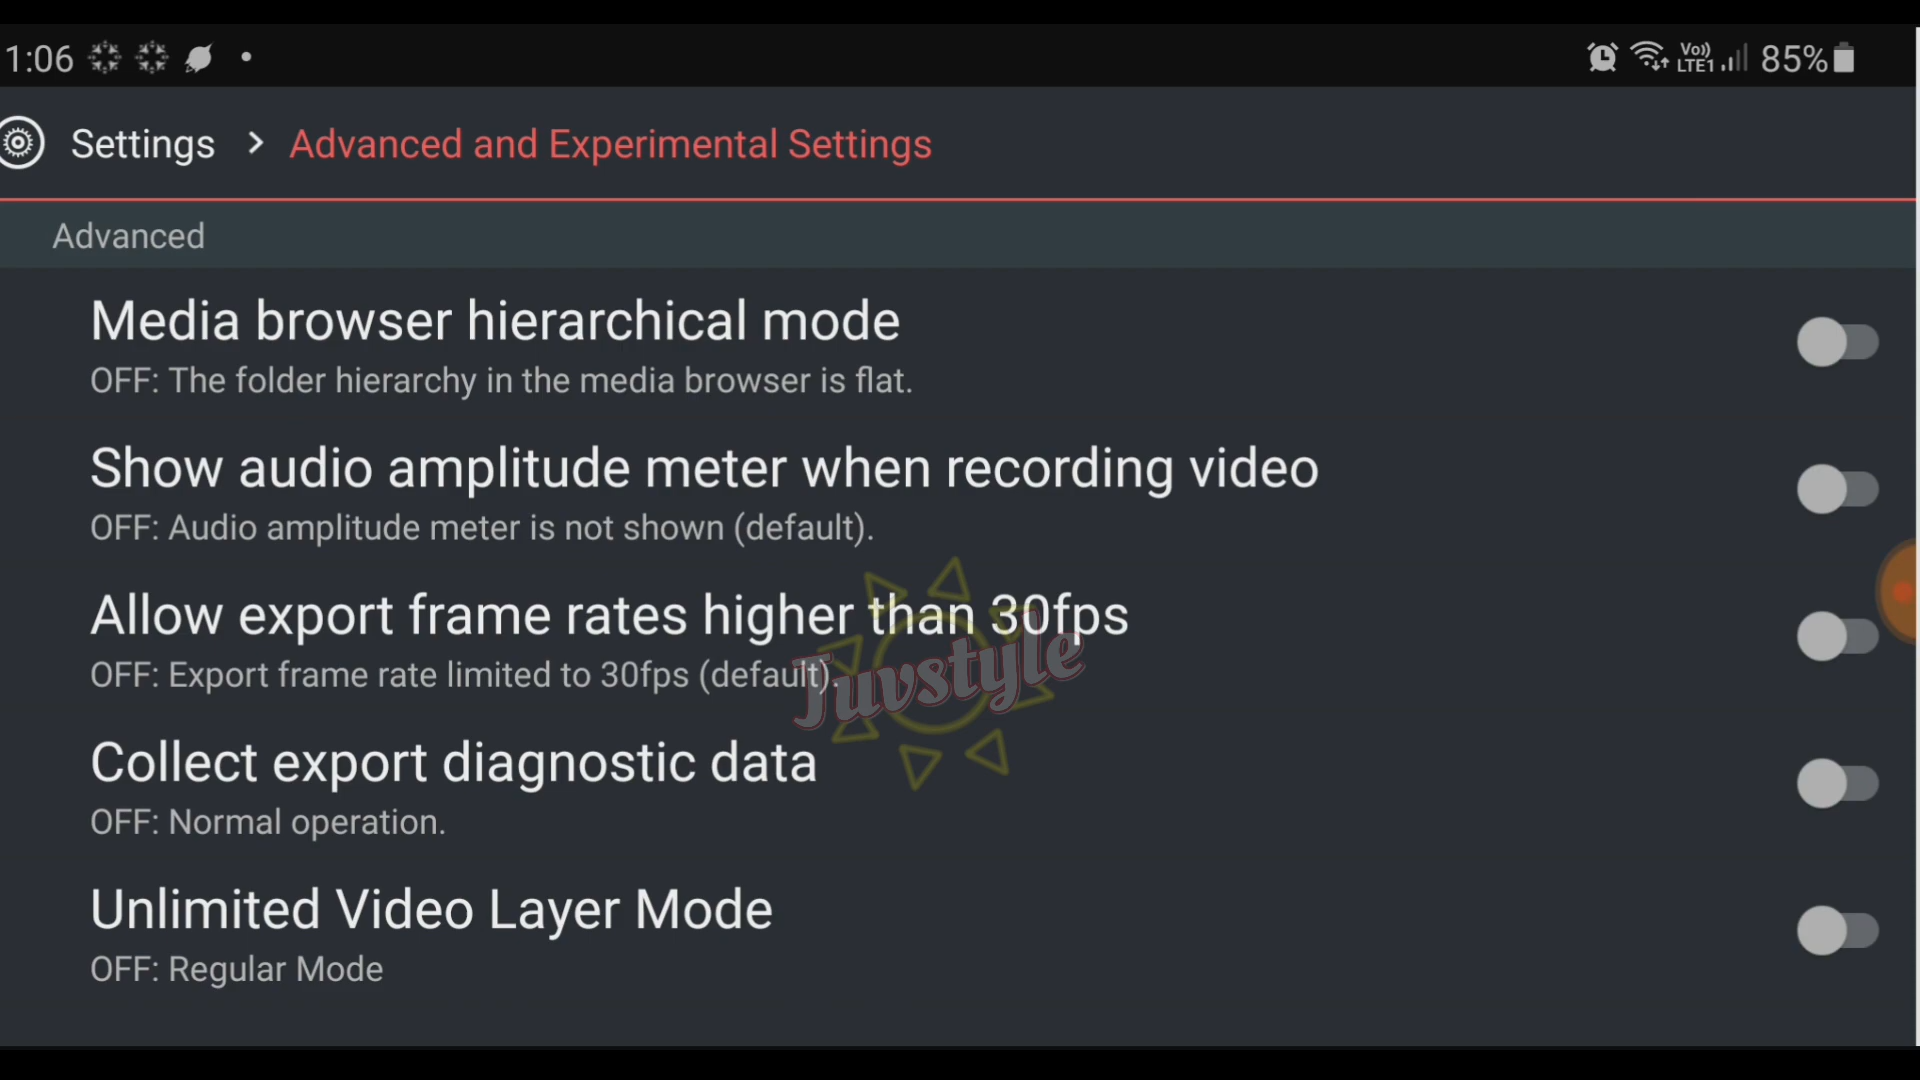 1:06 Vo)) LTE1 85%
Settings > Advanced and Experimental Settings
Advanced
Media browser hierarchical mode
OFF: The folder hierarchy in the media browser is flat.
Show audio amplitude meter when recording video
OFF: Audio amplitude meter is not shown (default).
Allow export frame rates higher than 30fps
OFF: Export frame rate limited to 30fps (default).
Juvstyle
Collect export diagnostic data
OFF: Normal operation.
Unlimited Video Layer Mode
OFF: Regular Mode